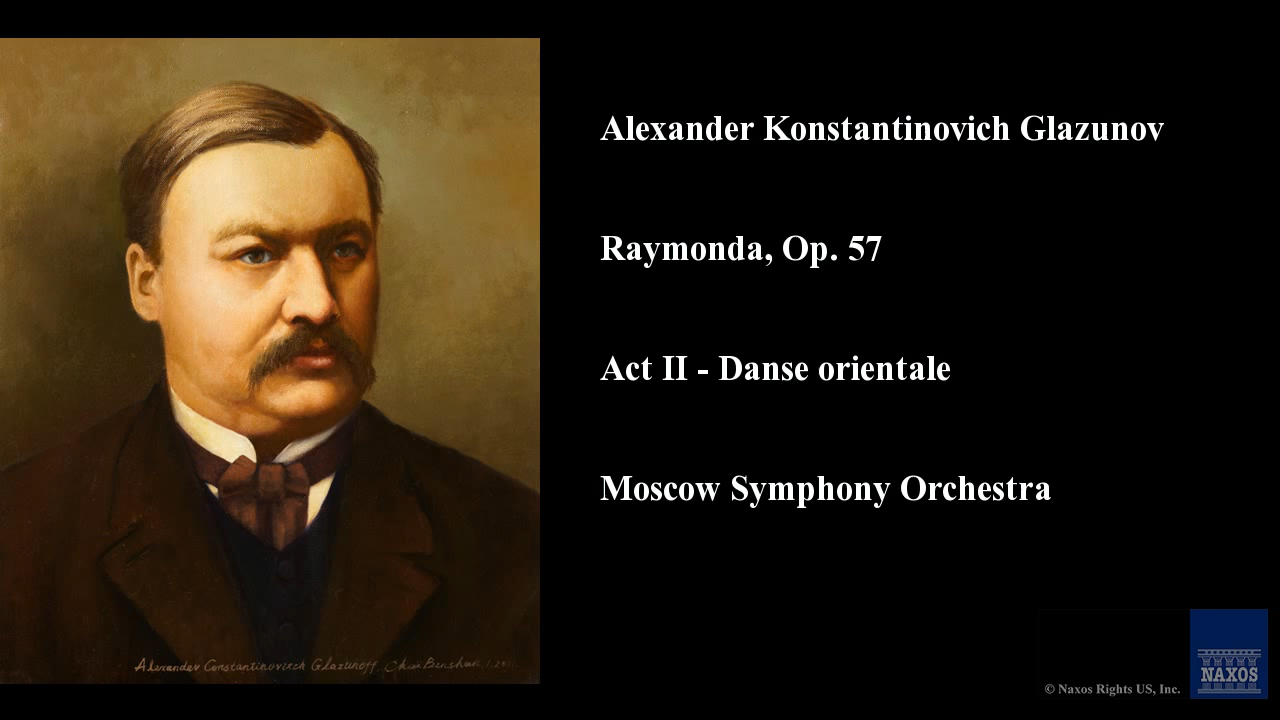 Alexander Konstantinovich Glazunov
Raymonda, Op. 57
Act II - Danse orientale
Moscow Symphony Orchestra
Alexander Constantinovitch Glazunoff
NAXOS
© Naxos Rights US, Inc.